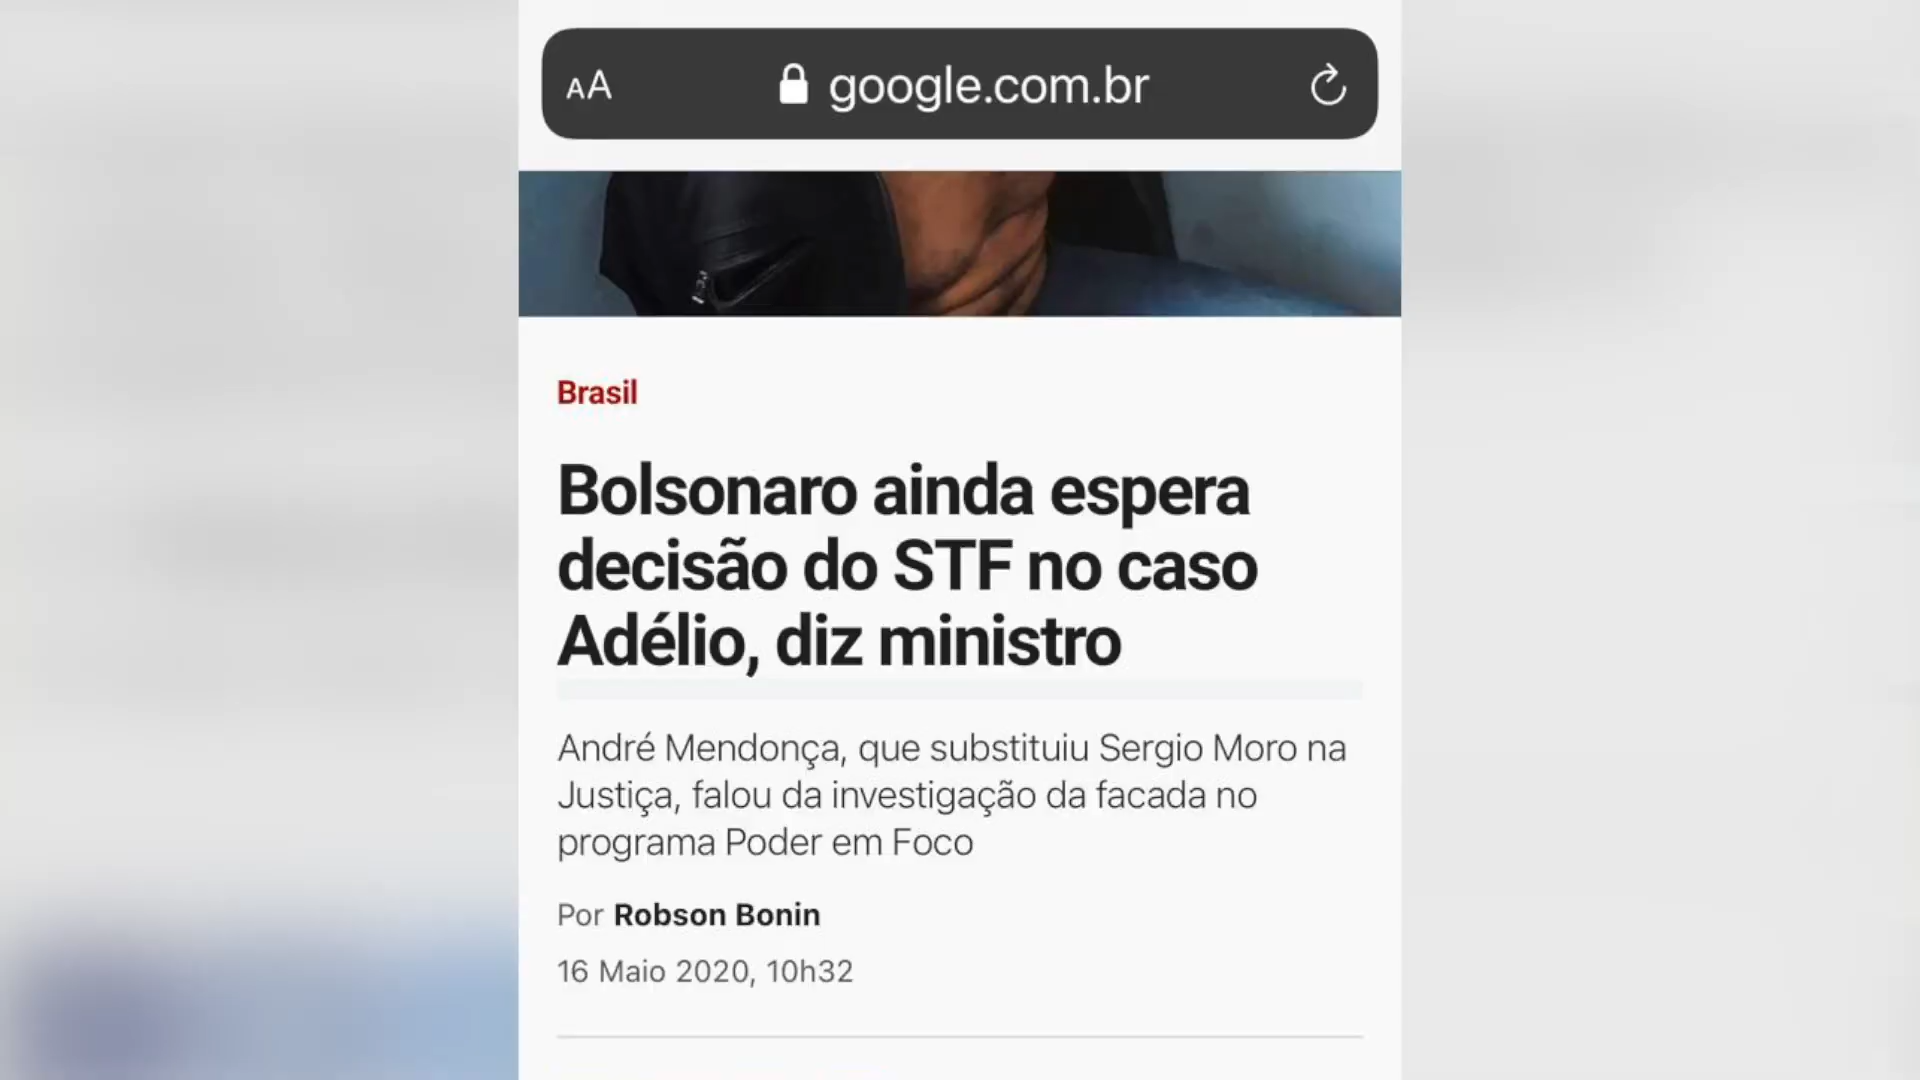 AA google.com.br
Brasil
Bolsonaro ainda espera
decisão do STF no caso
Adélio, diz ministro
André Mendonça, que substituiu Sergio Moro na
Justiça, falou da investigação da facada no
programa Poder em Foco
Por Robson Bonin
16 Maio 2020, 10h32